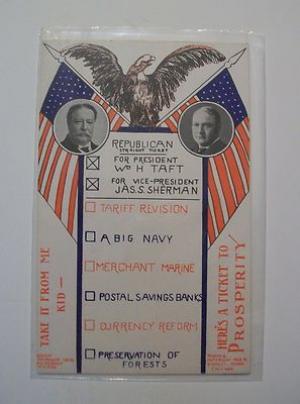 REPUBLICAN
STRAIGHT TICKET
FOR PRESIDENT
WM H TAFT
FOR VICE-PRESIDENT
JAS. S. SHERMAN
TARIFF REVISION
A BIG NAVY
MERCHANT MARINE
POSTAL SAVINGS BANKS
CURRENCY REFORM
PRESERVATION OF
FORESTS
TAKE IT FROM ME
KID —
HERE'S A TICKET TO
PROSPERITY